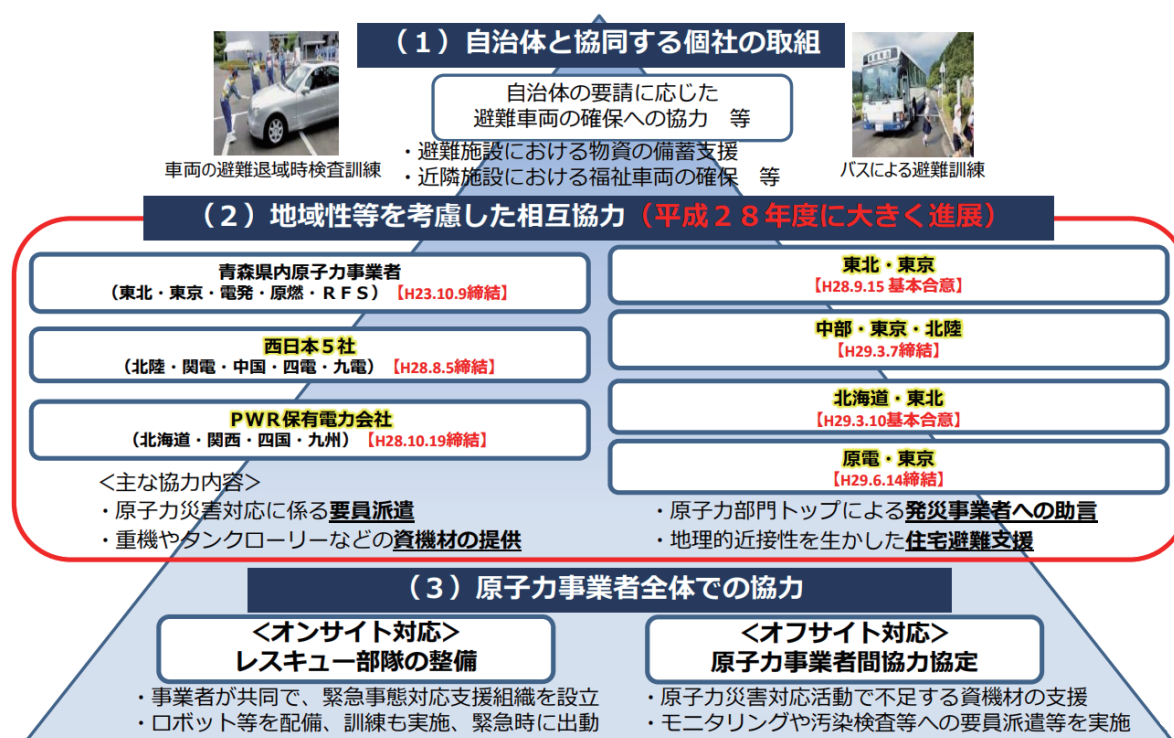 （１）自治体と協同する個社の取組
自治体の要請に応じた
避難車両の確保への協力　等
車両の避難退域時検査訓練
・避難施設における物資の備蓄支援
・近隣施設における福祉車両の確保　等
バスによる避難訓練
（２）地域性等を考慮した相互協力（平成２８年度に大きく進展）
青森県内原子力事業者
（東北・東京・電発・原燃・ＲＦＳ）【H23.10.9締結】
西日本５社
（北陸・関電・中国・四電・九電）【H28.8.5締結】
ＰＷＲ保有電力会社
（北海道・関西・四国・九州）【H28.10.19締結】
東北・東京
【H28.9.15 基本合意】
中部・東京・北陸
【H29.3.7締結】
北海道・東北
【H29.3.10基本合意】
原電・東京
【H29.6.14締結】
＜主な協力内容＞
・原子力災害対応に係る要員派遣
・重機やタンクローリーなどの資機材の提供
・原子力部門トップによる発災事業者への助言
・地理的近接性を生かした住宅避難支援
（３）原子力事業者全体での協力
＜オンサイト対応＞
レスキュー部隊の整備
・事業者が共同で、緊急事態対応支援組織を設立
・ロボット等を配備、訓練も実施、緊急時に出動
＜オフサイト対応＞
原子力事業者間協力協定
・原子力災害対応活動で不足する資機材の支援
・モニタリングや汚染検査等への要員派遣等を実施